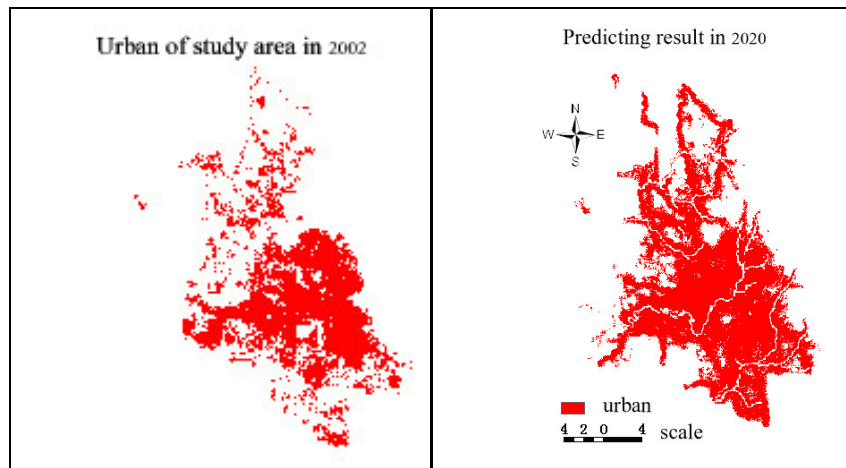 Urban of study area in 2002
Predicting result in 2020
N
W E
S
urban
4 2 0 4 scale